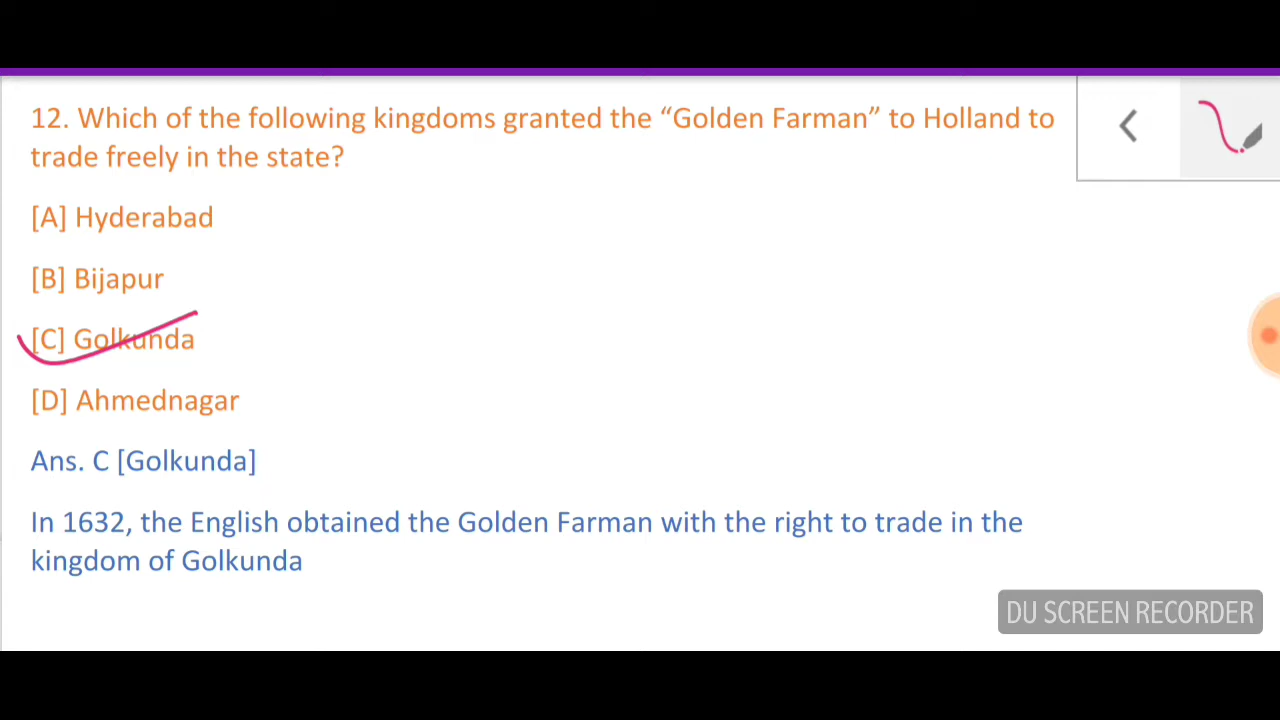 12. Which of the following kingdoms granted the “Golden Farman” to Holland to
trade freely in the state?
[A] Hyderabad
[B] Bijapur
[C] Golkunda
[D] Ahmednagar
Ans. C [Golkunda]
In 1632, the English obtained the Golden Farman with the right to trade in the
kingdom of Golkunda
DU SCREEN RECORDER